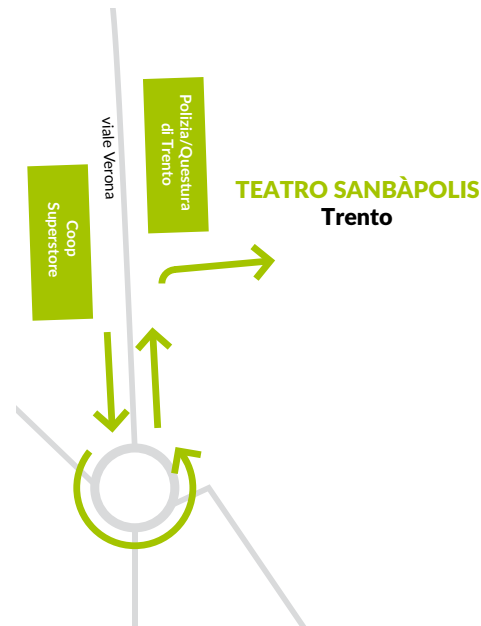 Polizia/Questura
di Trento
viale Verona
Coop
Superstore
TEATRO SANBÀPOLIS
Trento